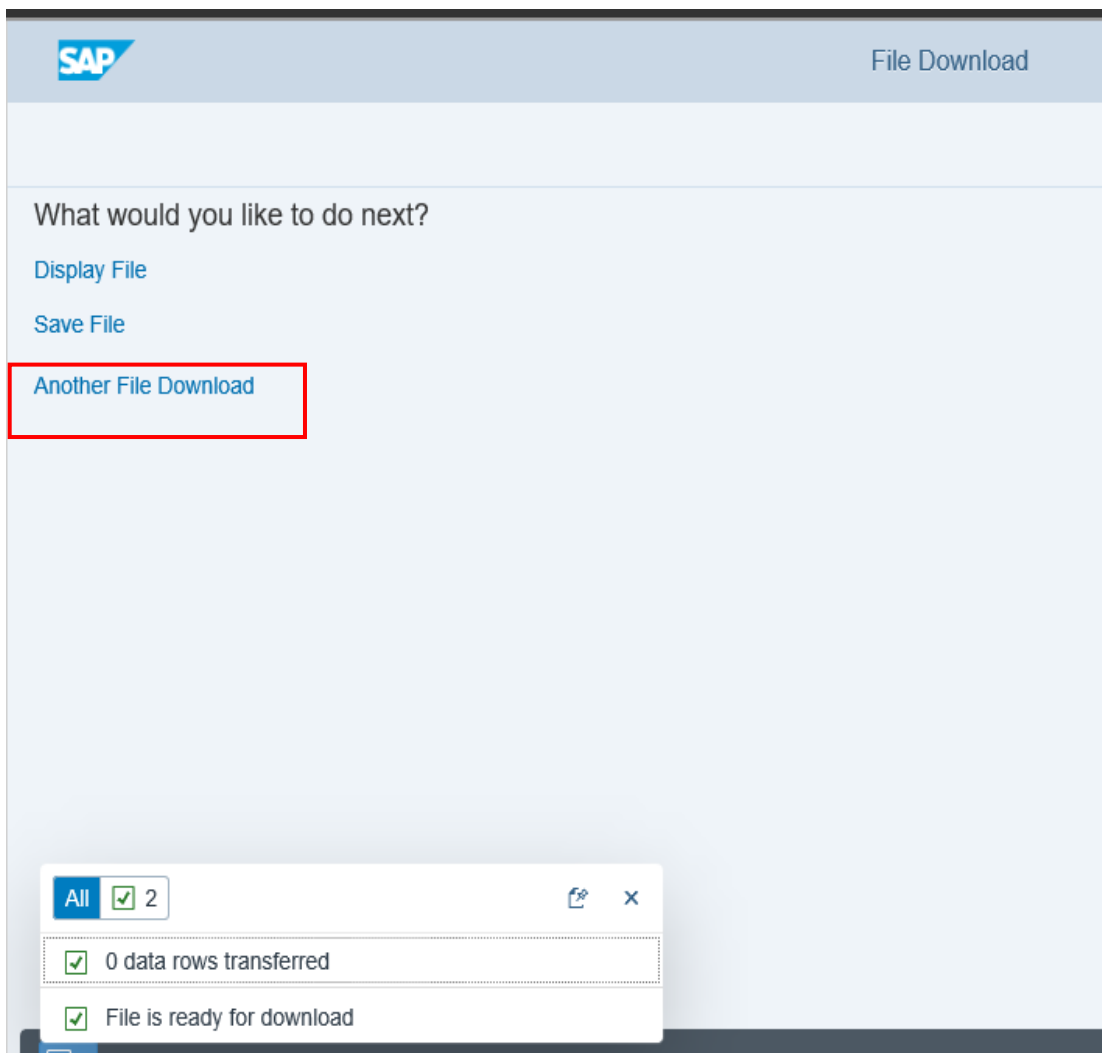 SAP
File Download
What would you like to do next?
Display File
Save File
Another File Download
All 2
0 data rows transferred
File is ready for download